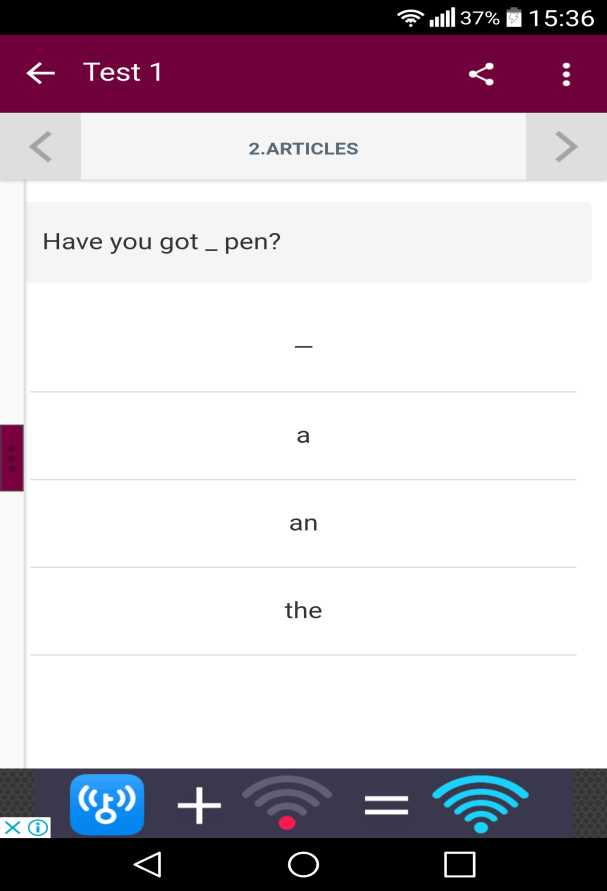 37% 15:36
Test 1
2.ARTICLES
Have you got _ pen?
_
a
an
the